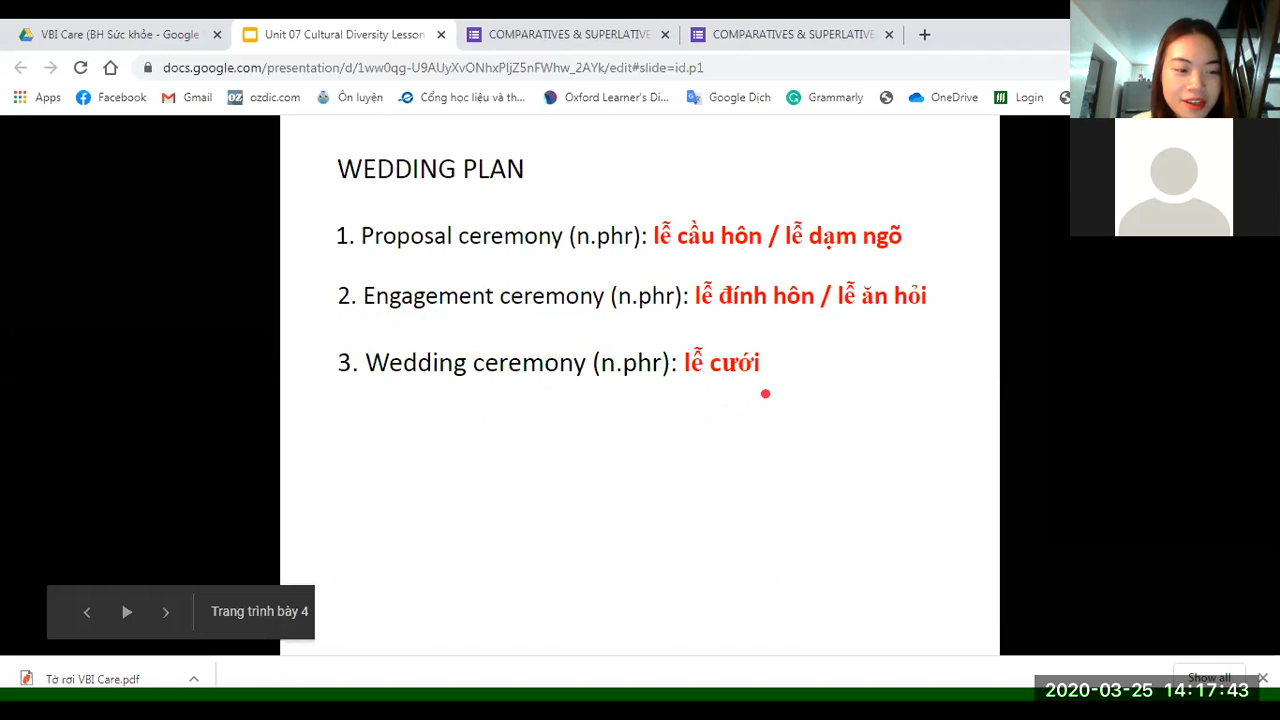 VBI Care (BH Sức khỏe - Google
Unit 07 Cultural Diversity Lesson
COMPARATIVES & SUPERLATIVE
COMPARATIVES & SUPERLATIVE
docs.google.com/presentation/d/1ww0qg-U9AUyXvONhxPIjZ5nFWhw_2AYk/edit#slide=id.p1
Apps Facebook Gmail OZ ozdic.com Ôn luyện Cổng học liệu và th... Oxford Learner's Di... Google Dịch Grammarly OneDrive Login
WEDDING PLAN
1. Proposal ceremony (n.phr): lễ cầu hôn / lễ dạm ngõ
2. Engagement ceremony (n.phr): lễ đính hôn / lễ ăn hỏi
3. Wedding ceremony (n.phr): lễ cưới
Trang trình bày 4
Tờ rơi VBI Care.pdf
Show all
2020-03-25 14:17:43